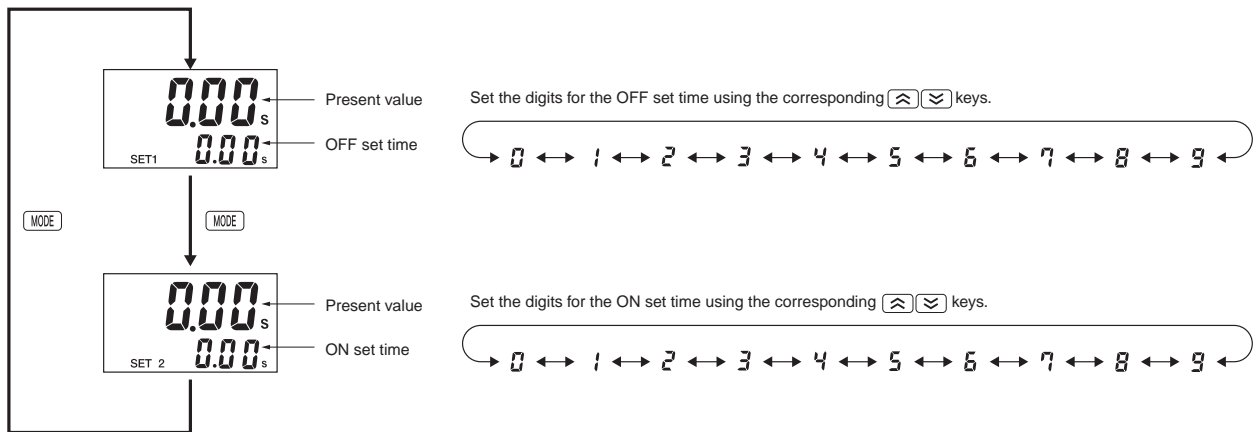 0.00 s
Present value
Set the digits for the OFF set time using the corresponding keys.
SET1 0.00 s
OFF set time
0 1 2 3 4 5 6 7 8 9
MODE
MODE
0.00 s
Present value
Set the digits for the ON set time using the corresponding keys.
SET 2 0.00 s
ON set time
0 1 2 3 4 5 6 7 8 9